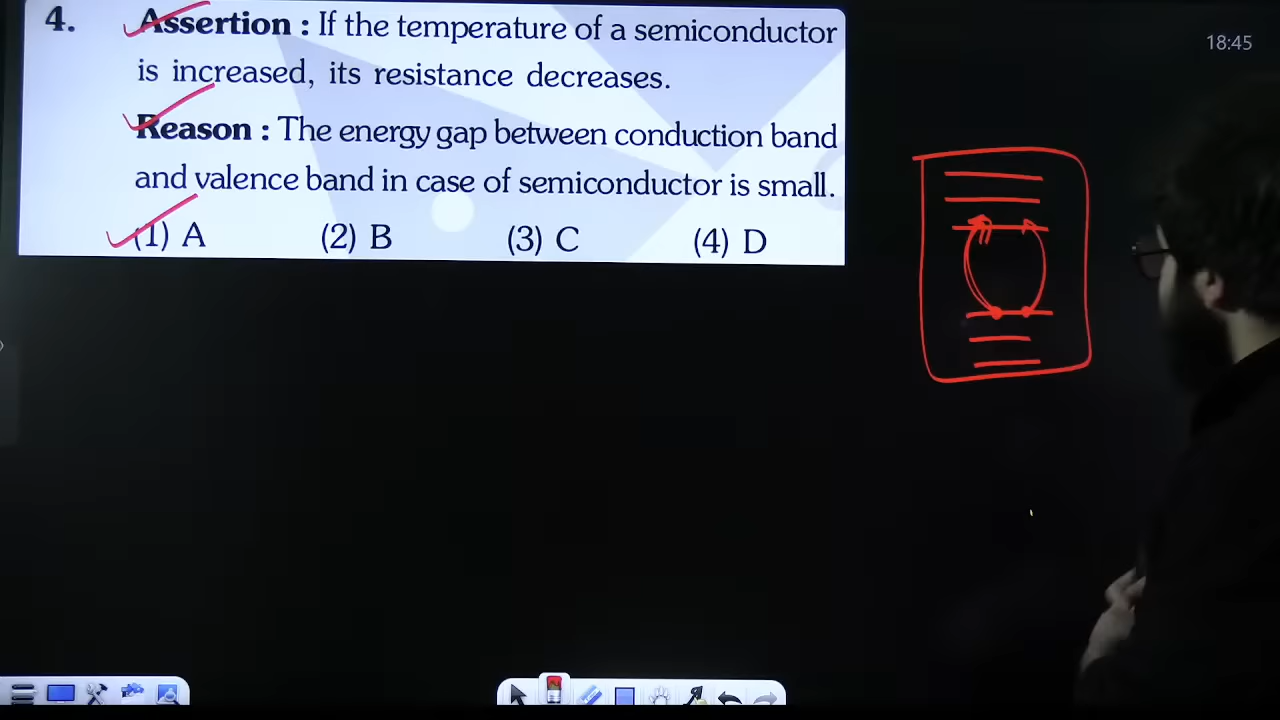 4. Assertion : If the temperature of a semiconductor
is increased, its resistance decreases.
Reason : The energy gap between conduction band
and valence band in case of semiconductor is small.
(1) A (2) B (3) C (4) D
18:45